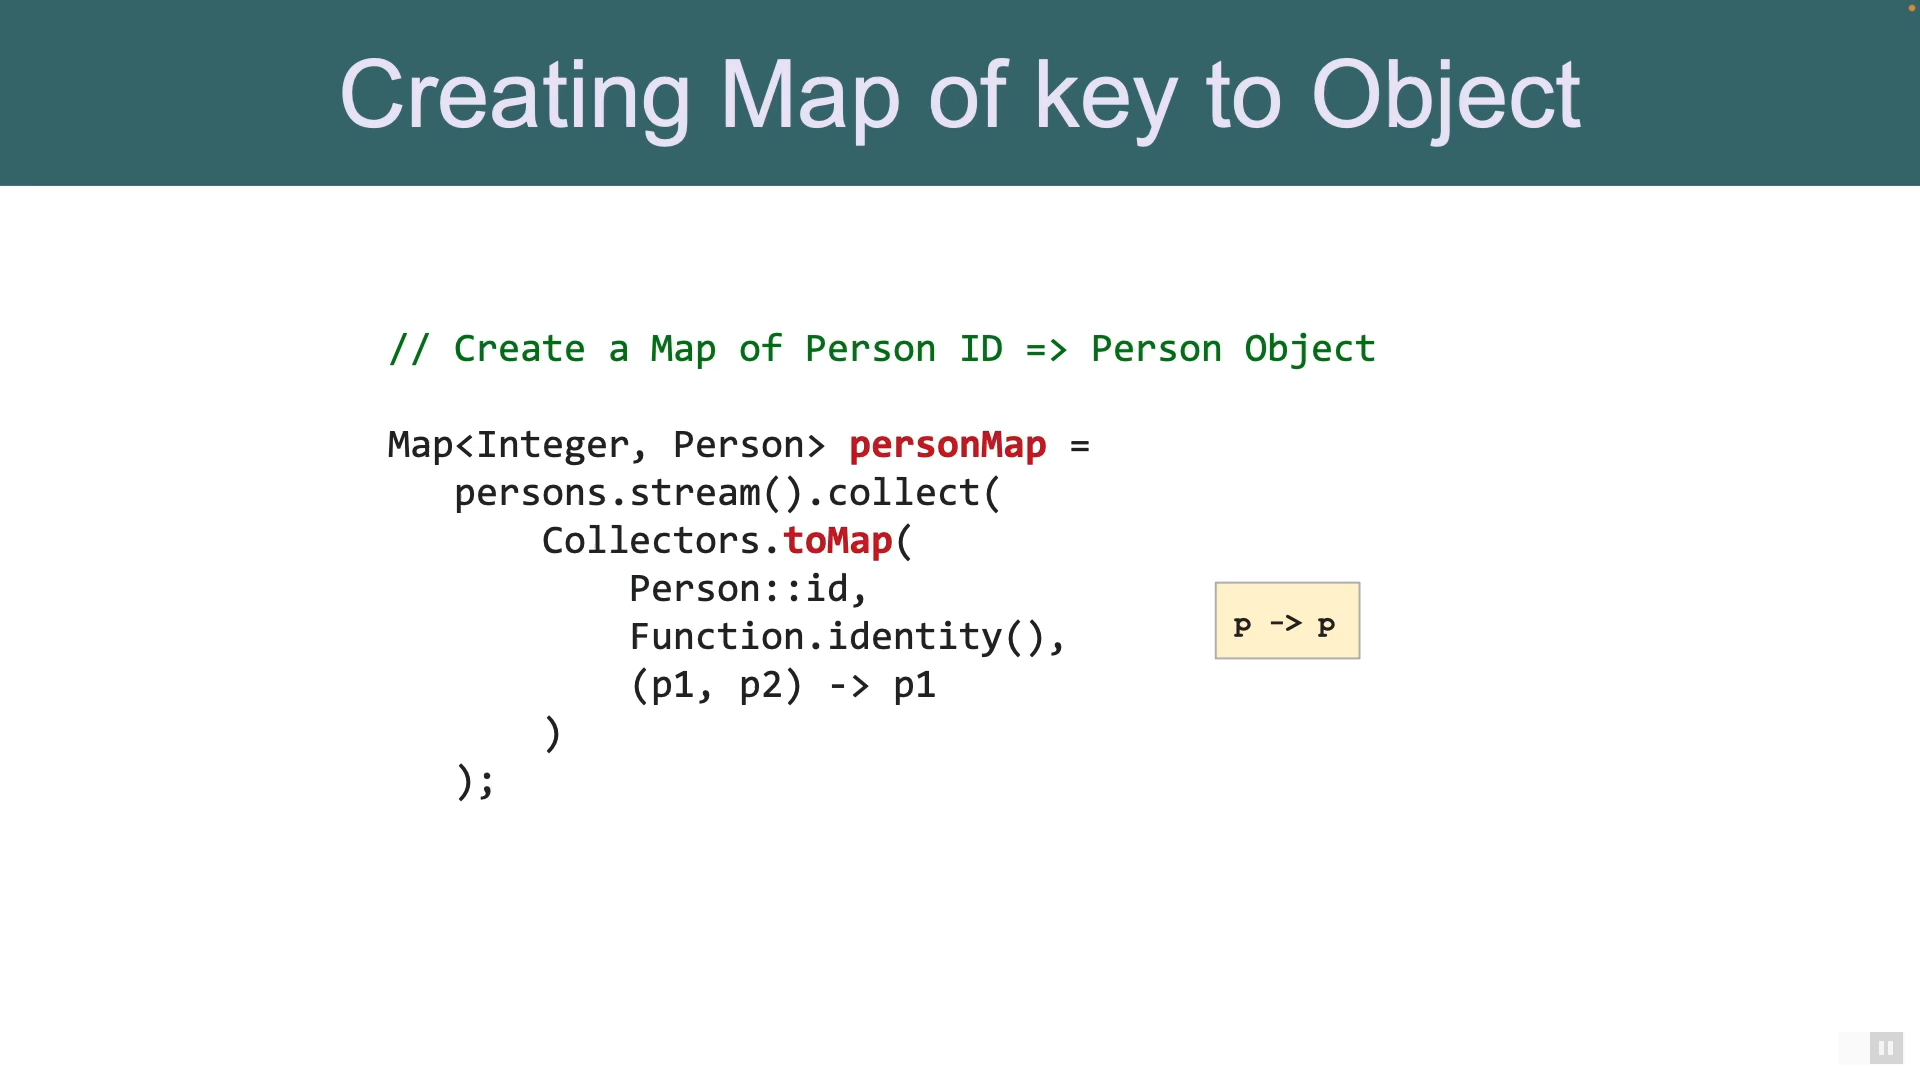 Creating Map of key to Object
// Create a Map of Person ID => Person Object
Map<Integer, Person> personMap =
persons.stream().collect(
Collectors.toMap(
Person::id,
Function.identity(),
p -> p
(p1, p2) -> p1
)
);